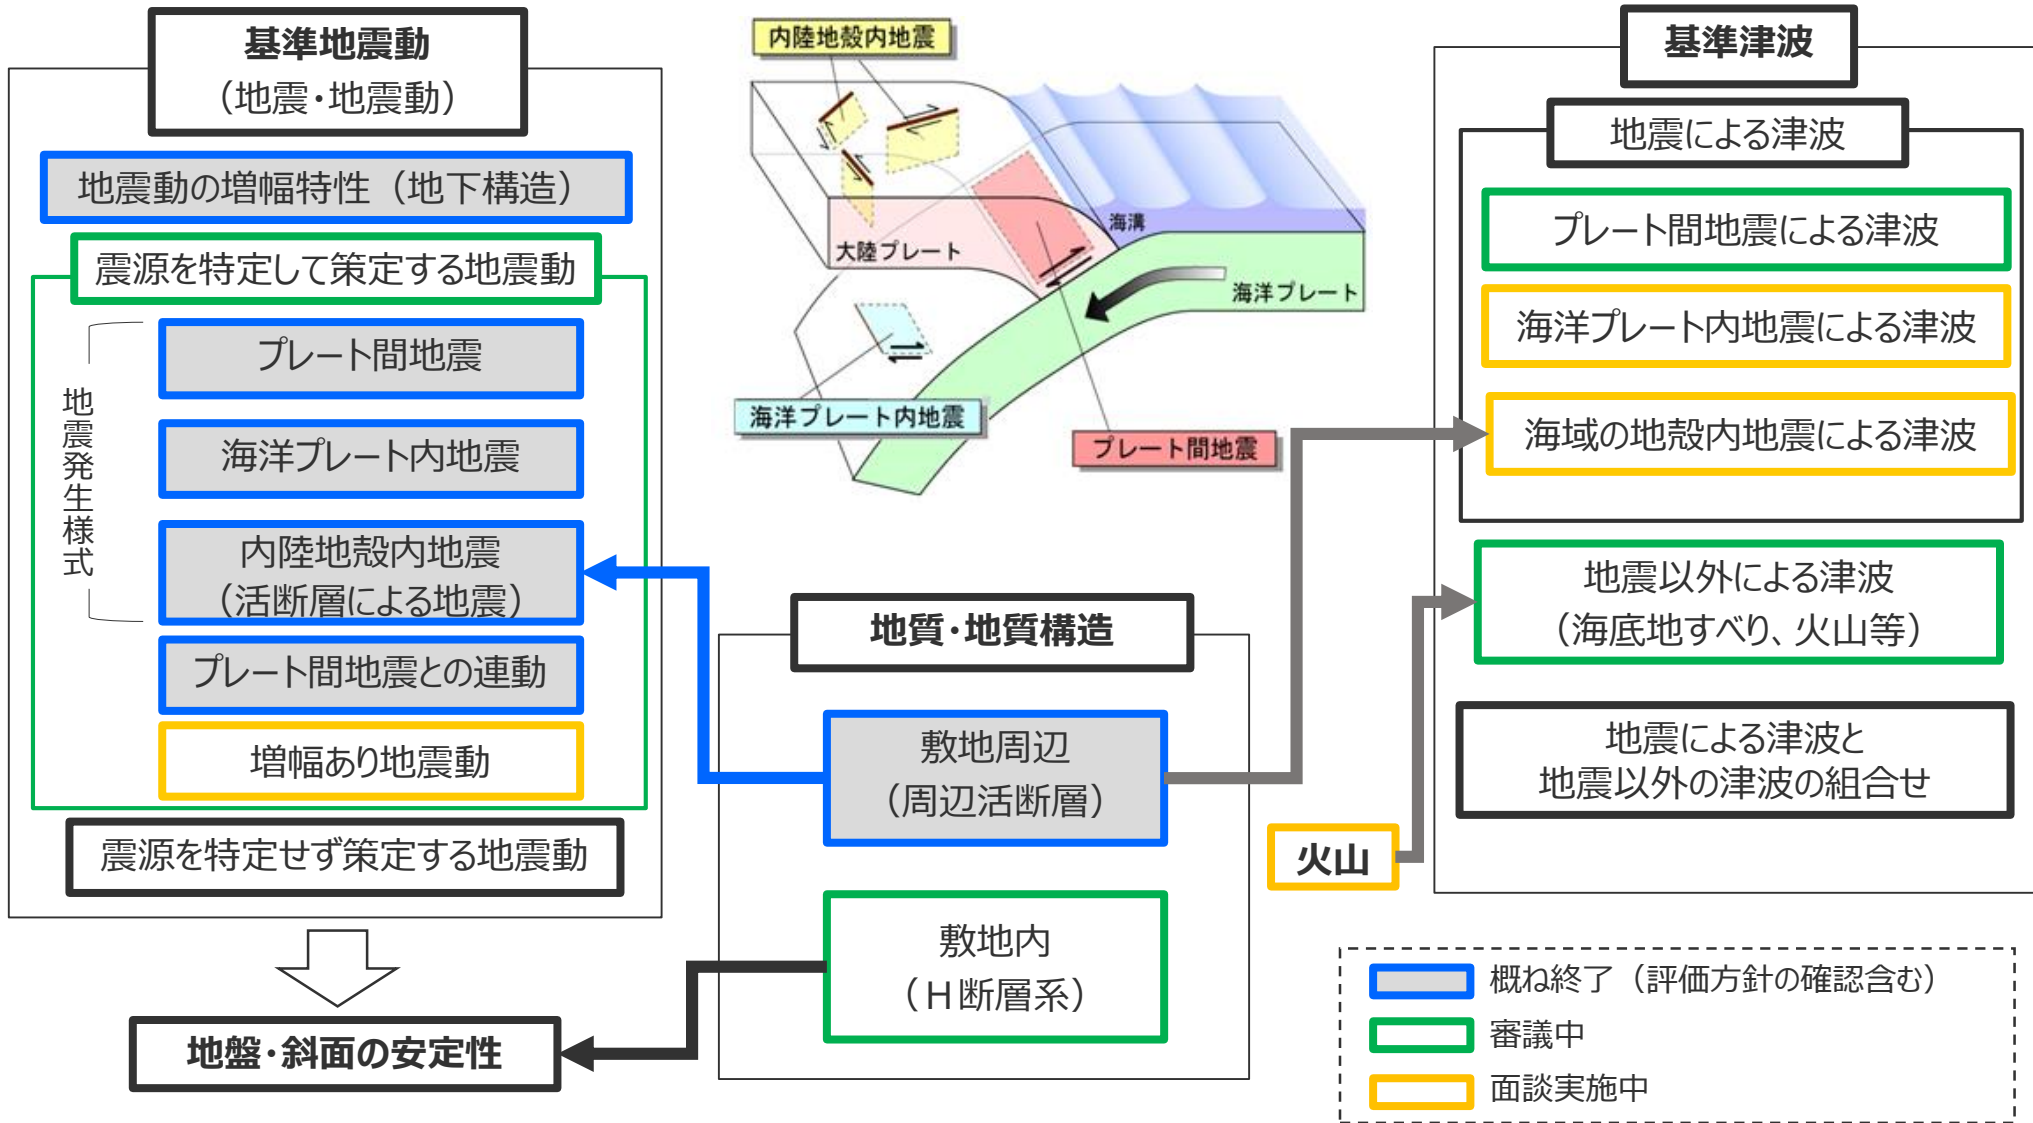 基準地震動
（地震・地震動）
地震動の増幅特性（地下構造）
震源を特定して策定する地震動
地震発生様式
プレート間地震
海洋プレート内地震
内陸地殻内地震
（活断層による地震）
プレート間地震との連動
増幅あり地震動
震源を特定せず策定する地震動
地盤・斜面の安定性
内陸地殻内地震
海溝
大陸プレート
海洋プレート
海洋プレート内地震
プレート間地震
地質・地質構造
敷地周辺
（周辺活断層）
敷地内
（Ｈ断層系）
火山
基準津波
地震による津波
プレート間地震による津波
海洋プレート内地震による津波
海域の地殻内地震による津波
地震以外による津波
（海底地すべり、火山等）
地震による津波と
地震以外の津波の組合せ
概ね終了（評価方針の確認含む）
審議中
面談実施中